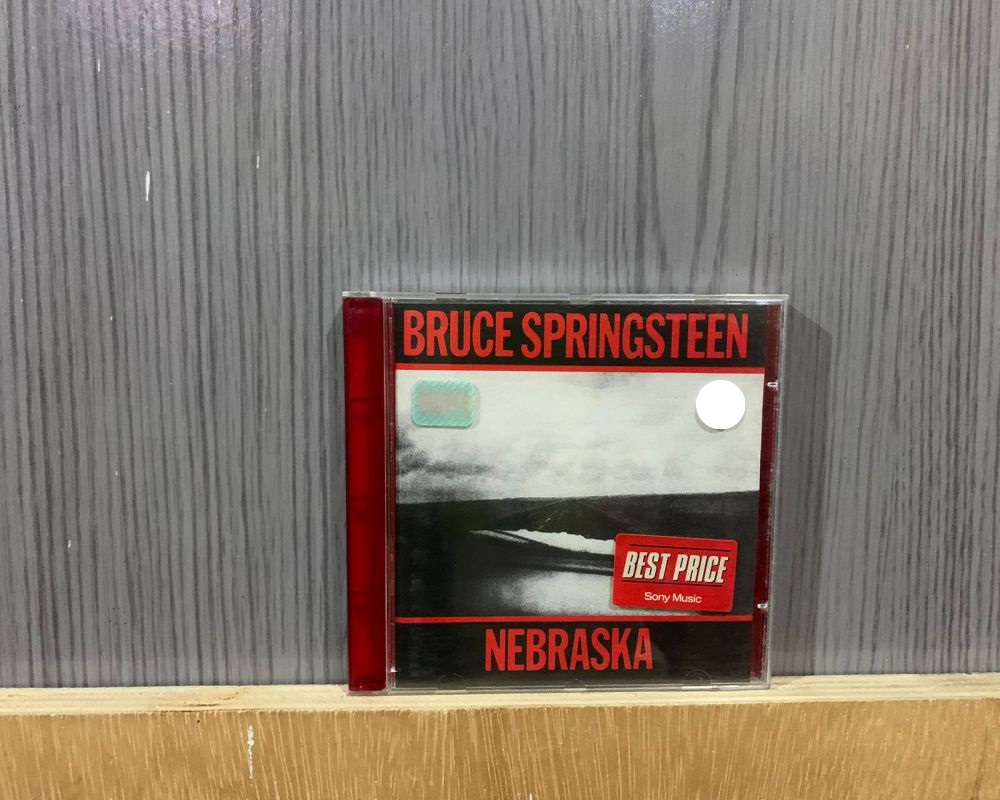 BRUCE SPRINGSTEEN
BEST PRICE
Sony Music
NEBRASKA